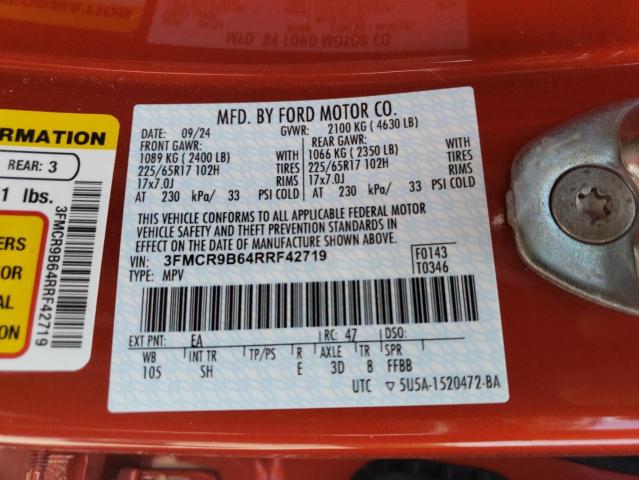 MFD. BY FORD MOTOR CO.
DATE: 09/24 GVWR: 2100 KG ( 4630 LB)
FRONT GAWR: REAR GAWR:
1089 KG ( 2400 LB) WITH 1066 KG ( 2350 LB) WITH
225/65R17 102H TIRES 225/65R17 102H TIRES
17x7.0J RIMS 17x7.0J RIMS
AT 230 kPa/ 33 PSI COLD AT 230 kPa/ 33 PSI COLD
THIS VEHICLE CONFORMS TO ALL APPLICABLE FEDERAL MOTOR
VEHICLE SAFETY AND THEFT PREVENTION STANDARDS IN EFFECT
ON THE DATE OF MANUFACTURE SHOWN ABOVE.
VIN: 3FMCR9B64RRF42719 F0143
TYPE: MPV T0346
EXT PNT: EA RC: 47 DSO:
WB INT TR TP/PS R AXLE TR SPR
105 SH E 3D 8 FFBB
UTC ▽ 5U5A-1520472-BA
ORMATION
REAR: 3
1 lbs.
ERS
TOR
AL
TION
3FMCR9B64RRF42719